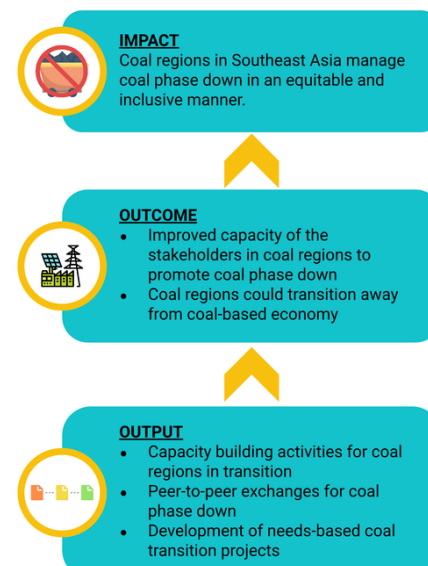 IMPACT
Coal regions in Southeast Asia manage
coal phase down in an equitable and
inclusive manner.
OUTCOME
• Improved capacity of the
stakeholders in coal regions to
promote coal phase down
• Coal regions could transition away
from coal-based economy
OUTPUT
• Capacity building activities for coal
regions in transition
• Peer-to-peer exchanges for coal
phase down
• Development of needs-based coal
transition projects